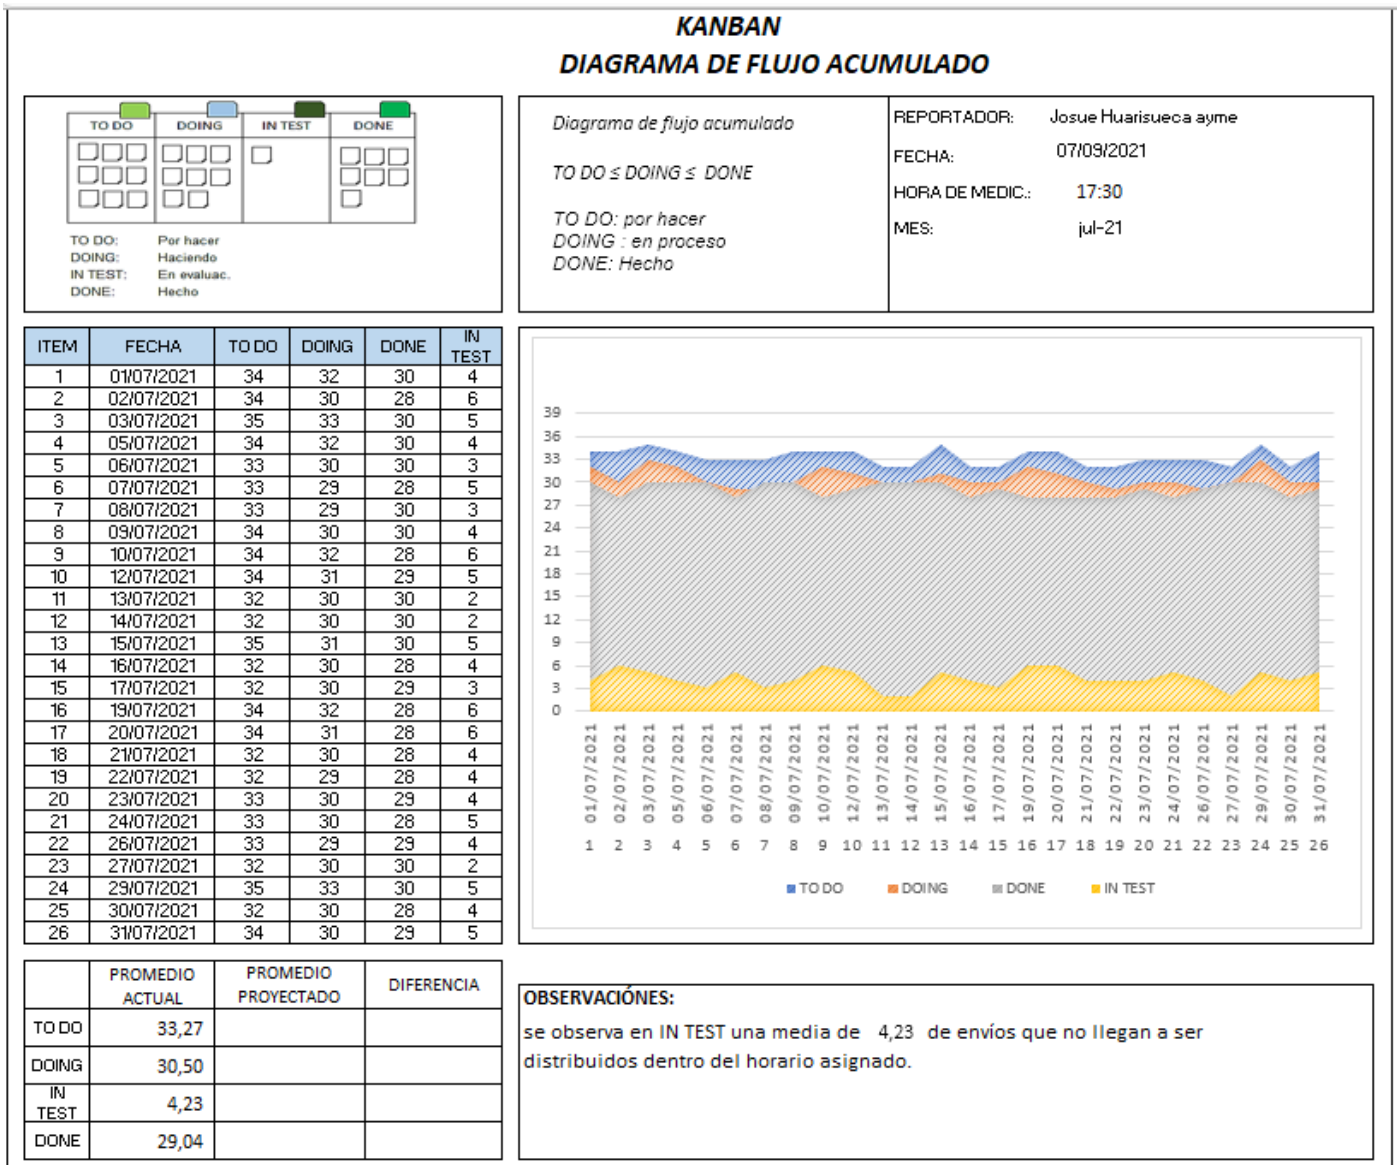 KANBAN
DIAGRAMA DE FLUJO ACUMULADO
TO DO DOING IN TEST DONE
TO DO: Por hacer
DOING: Haciendo
IN TEST: En evaluac.
DONE: Hecho
Diagrama de flujo acumulado
TO DO ≤ DOING ≤ DONE
TO DO: por hacer
DOING : en proceso
DONE: Hecho
REPORTADOR: Josue Huarisueca ayme
FECHA: 07/09/2021
HORA DE MEDIC.: 17:30
MES: jul-21
ITEM FECHA TO DO DOING DONE IN TEST
1 01/07/2021 34 32 30 4
2 02/07/2021 34 30 28 6
3 03/07/2021 35 33 30 5
4 05/07/2021 34 32 30 4
5 06/07/2021 33 30 30 3
6 07/07/2021 33 29 28 5
7 08/07/2021 33 29 30 3
8 09/07/2021 34 30 30 4
9 10/07/2021 34 32 28 6
10 12/07/2021 34 31 29 5
11 13/07/2021 32 30 30 2
12 14/07/2021 32 30 30 2
13 15/07/2021 35 31 30 5
14 16/07/2021 32 30 28 4
15 17/07/2021 32 30 29 3
16 19/07/2021 34 32 28 6
17 20/07/2021 34 31 28 6
18 21/07/2021 32 30 28 4
19 22/07/2021 32 29 28 4
20 23/07/2021 33 30 29 4
21 24/07/2021 33 30 28 5
22 26/07/2021 33 29 29 4
23 27/07/2021 32 30 30 2
24 29/07/2021 35 33 30 5
25 30/07/2021 32 30 28 4
26 31/07/2021 34 30 29 5
39
36
33
30
27
24
21
18
15
12
9
6
3
0
01/07/2021 02/07/2021 03/07/2021 05/07/2021 06/07/2021 07/07/2021 08/07/2021 09/07/2021 10/07/2021 12/07/2021 13/07/2021 14/07/2021 15/07/2021 16/07/2021 17/07/2021 19/07/2021 20/07/2021 21/07/2021 22/07/2021 23/07/2021 24/07/2021 26/07/2021 27/07/2021 29/07/2021 30/07/2021 31/07/2021
1 2 3 4 5 6 7 8 9 10 11 12 13 14 15 16 17 18 19 20 21 22 23 24 25 26
TO DO DOING DONE IN TEST
PROMEDIO ACTUAL PROMEDIO PROYECTADO DIFERENCIA
TO DO 33,27
DOING 30,50
IN TEST 4,23
DONE 29,04
OBSERVACIÓNES:
se observa en IN TEST una media de 4,23 de envíos que no llegan a ser
distribuidos dentro del horario asignado.